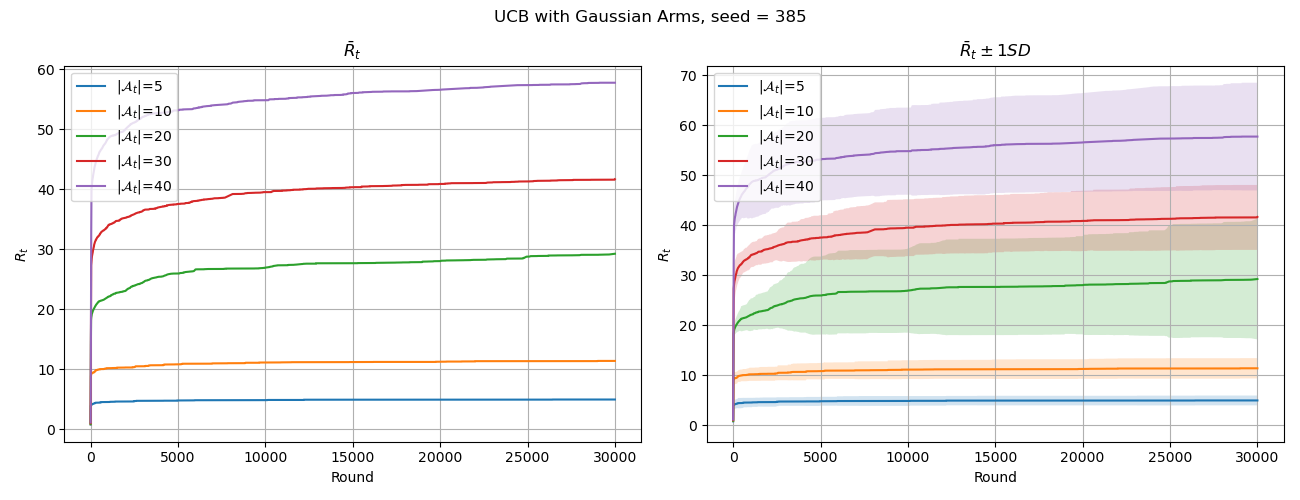 UCB with Gaussian Arms, seed = 385
R̄_t
60
50
40
30
20
10
0
R_t
|𝒜_t|=5
|𝒜_t|=10
|𝒜_t|=20
|𝒜_t|=30
|𝒜_t|=40
0 5000 10000 15000 20000 25000 30000
Round
R̄_t ± 1SD
70
60
50
40
30
20
10
0
R_t
|𝒜_t|=5
|𝒜_t|=10
|𝒜_t|=20
|𝒜_t|=30
|𝒜_t|=40
0 5000 10000 15000 20000 25000 30000
Round